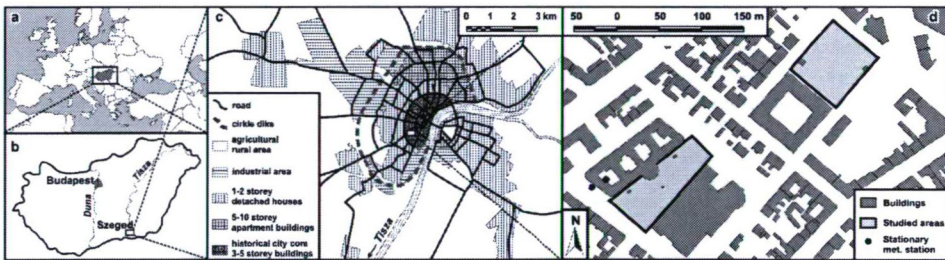 a
b
Budapest
Duna
Tisza
Szeged
c
0 1 2 3 km
road
cirkle dike
agricultural
rural area
industrial area
1-2 storey
detached houses
5-10 storey
apartment buildings
historical city core
3-5 storey buildings
Tisza
N
50 0 50 100 150 m
d
Buildings
Studied areas
Stationary
met. station